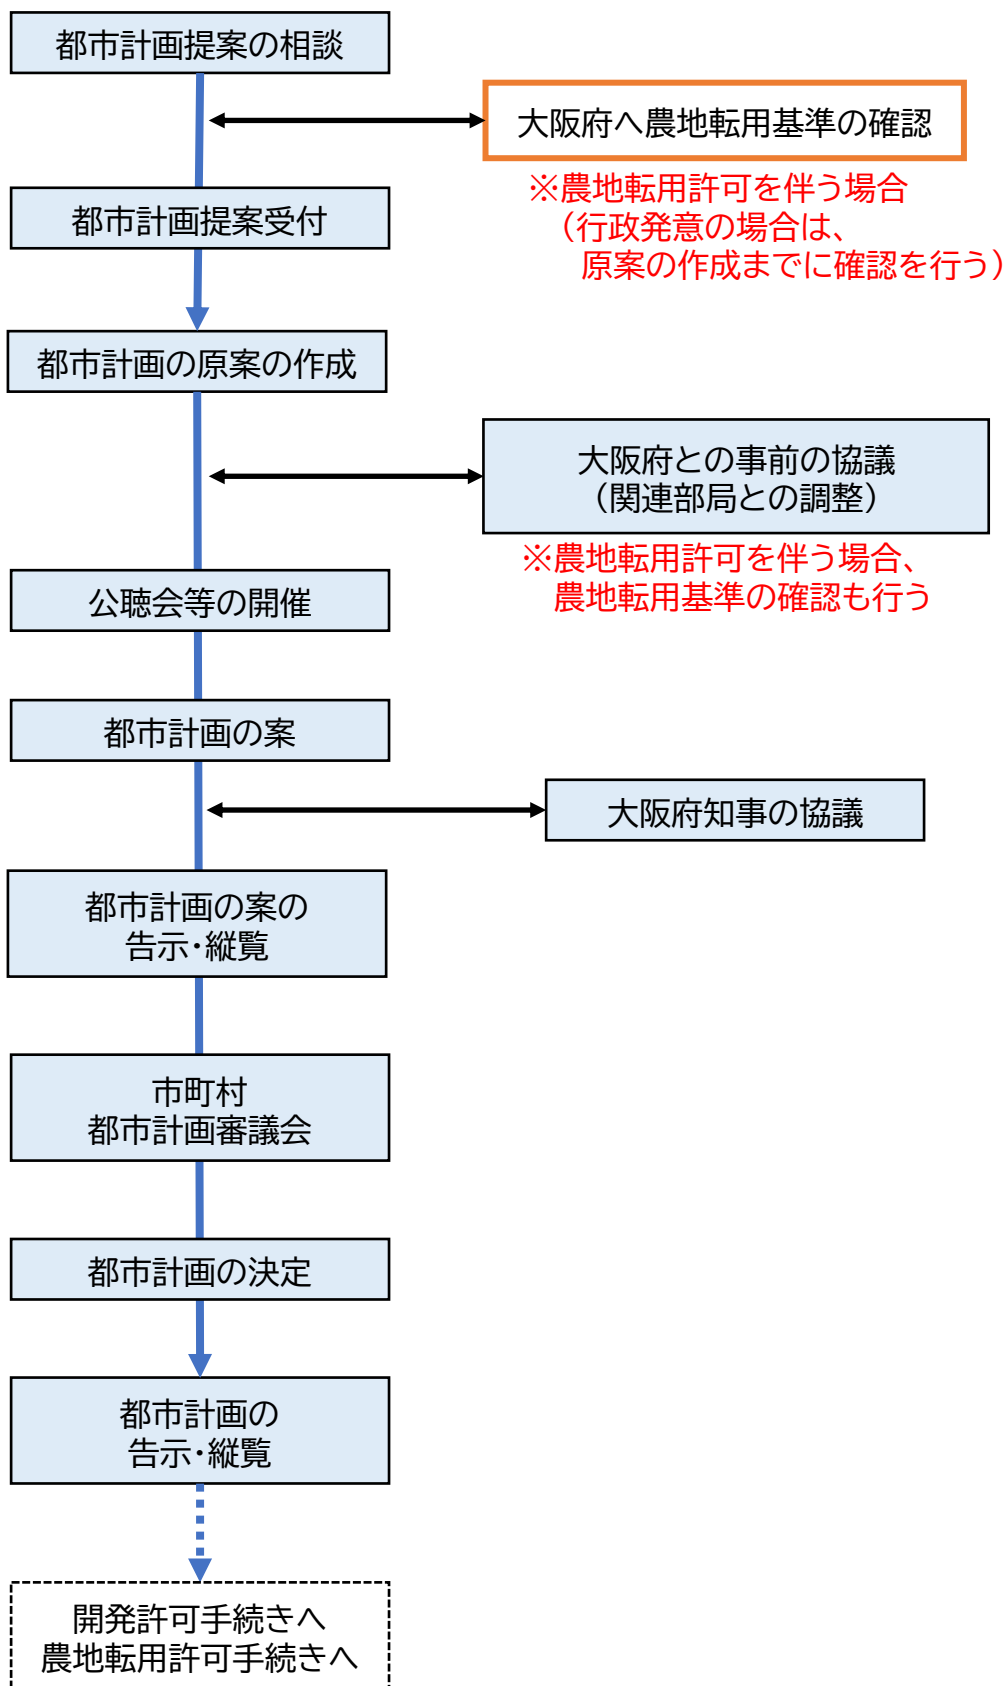 都市計画提案の相談
大阪府へ農地転用基準の確認
※農地転用許可を伴う場合
（行政発意の場合は、
原案の作成までに確認を行う）
都市計画提案受付
都市計画の原案の作成
大阪府との事前の協議
（関連部局との調整）
※農地転用許可を伴う場合、
農地転用基準の確認も行う
公聴会等の開催
都市計画の案
大阪府知事の協議
都市計画の案の
告示・縦覧
市町村
都市計画審議会
都市計画の決定
都市計画の
告示・縦覧
開発許可手続きへ
農地転用許可手続きへ